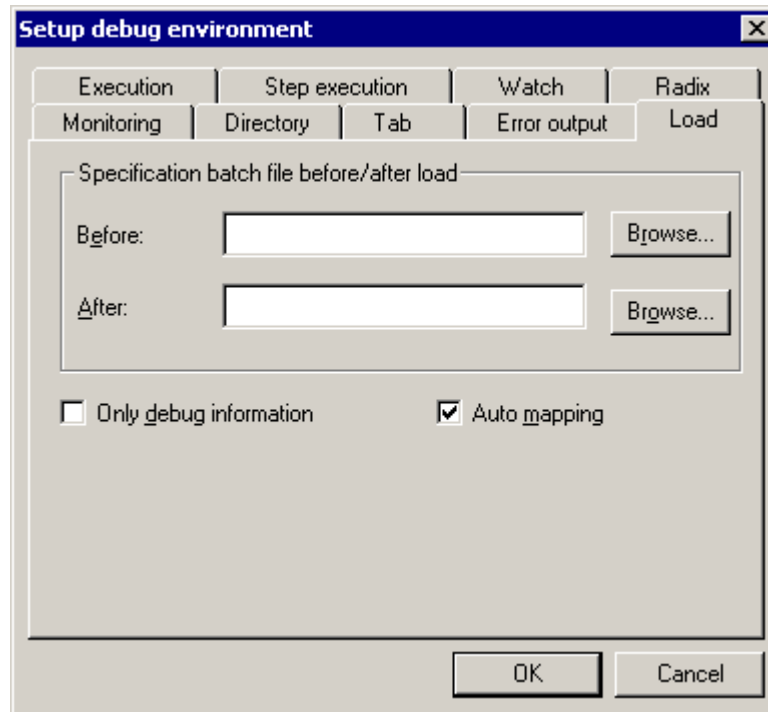 Setup debug environment
Execution Step execution Watch Radix
Monitoring Directory Tab Error output Load
Specification batch file before/after load
Before: Browse...
After: Browse...
Only debug information Auto mapping
OK Cancel